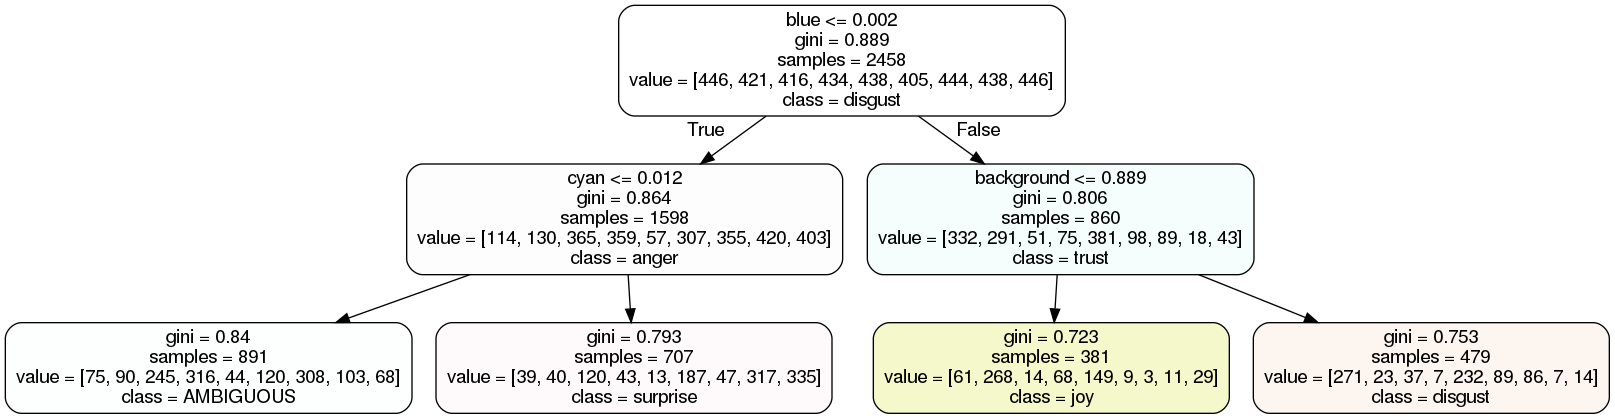 blue <= 0.002
gini = 0.889
samples = 2458
value = [446, 421, 416, 434, 438, 405, 444, 438, 446]
class = disgust
True
False
cyan <= 0.012
gini = 0.864
samples = 1598
value = [114, 130, 365, 359, 57, 307, 355, 420, 403]
class = anger
background <= 0.889
gini = 0.806
samples = 860
value = [332, 291, 51, 75, 381, 98, 89, 18, 43]
class = trust
gini = 0.84
samples = 891
value = [75, 90, 245, 316, 44, 120, 308, 103, 68]
class = AMBIGUOUS
gini = 0.793
samples = 707
value = [39, 40, 120, 43, 13, 187, 47, 317, 335]
class = surprise
gini = 0.723
samples = 381
value = [61, 268, 14, 68, 149, 9, 3, 11, 29]
class = joy
gini = 0.753
samples = 479
value = [271, 23, 37, 7, 232, 89, 86, 7, 14]
class = disgust